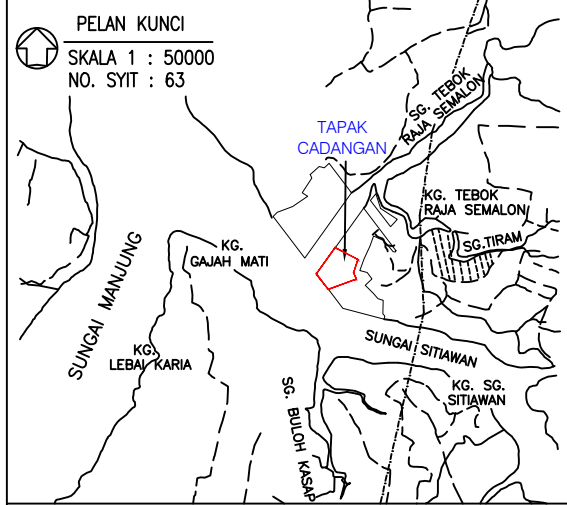 PELAN KUNCI
SKALA 1 : 50000
NO. SYIT : 63
SG. TEBOK
RAJA SEMALON
TAPAK
CADANGAN
KG. TEBOK
RAJA SEMALON
SG.TIRAM
KG.
GAJAH MATI
SUNGAI MANJUNG
SUNGAI SITIAWAN
KG.
LEBAI KARIA
KG. SG.
SITIAWAN
SG. BULOH KASAP